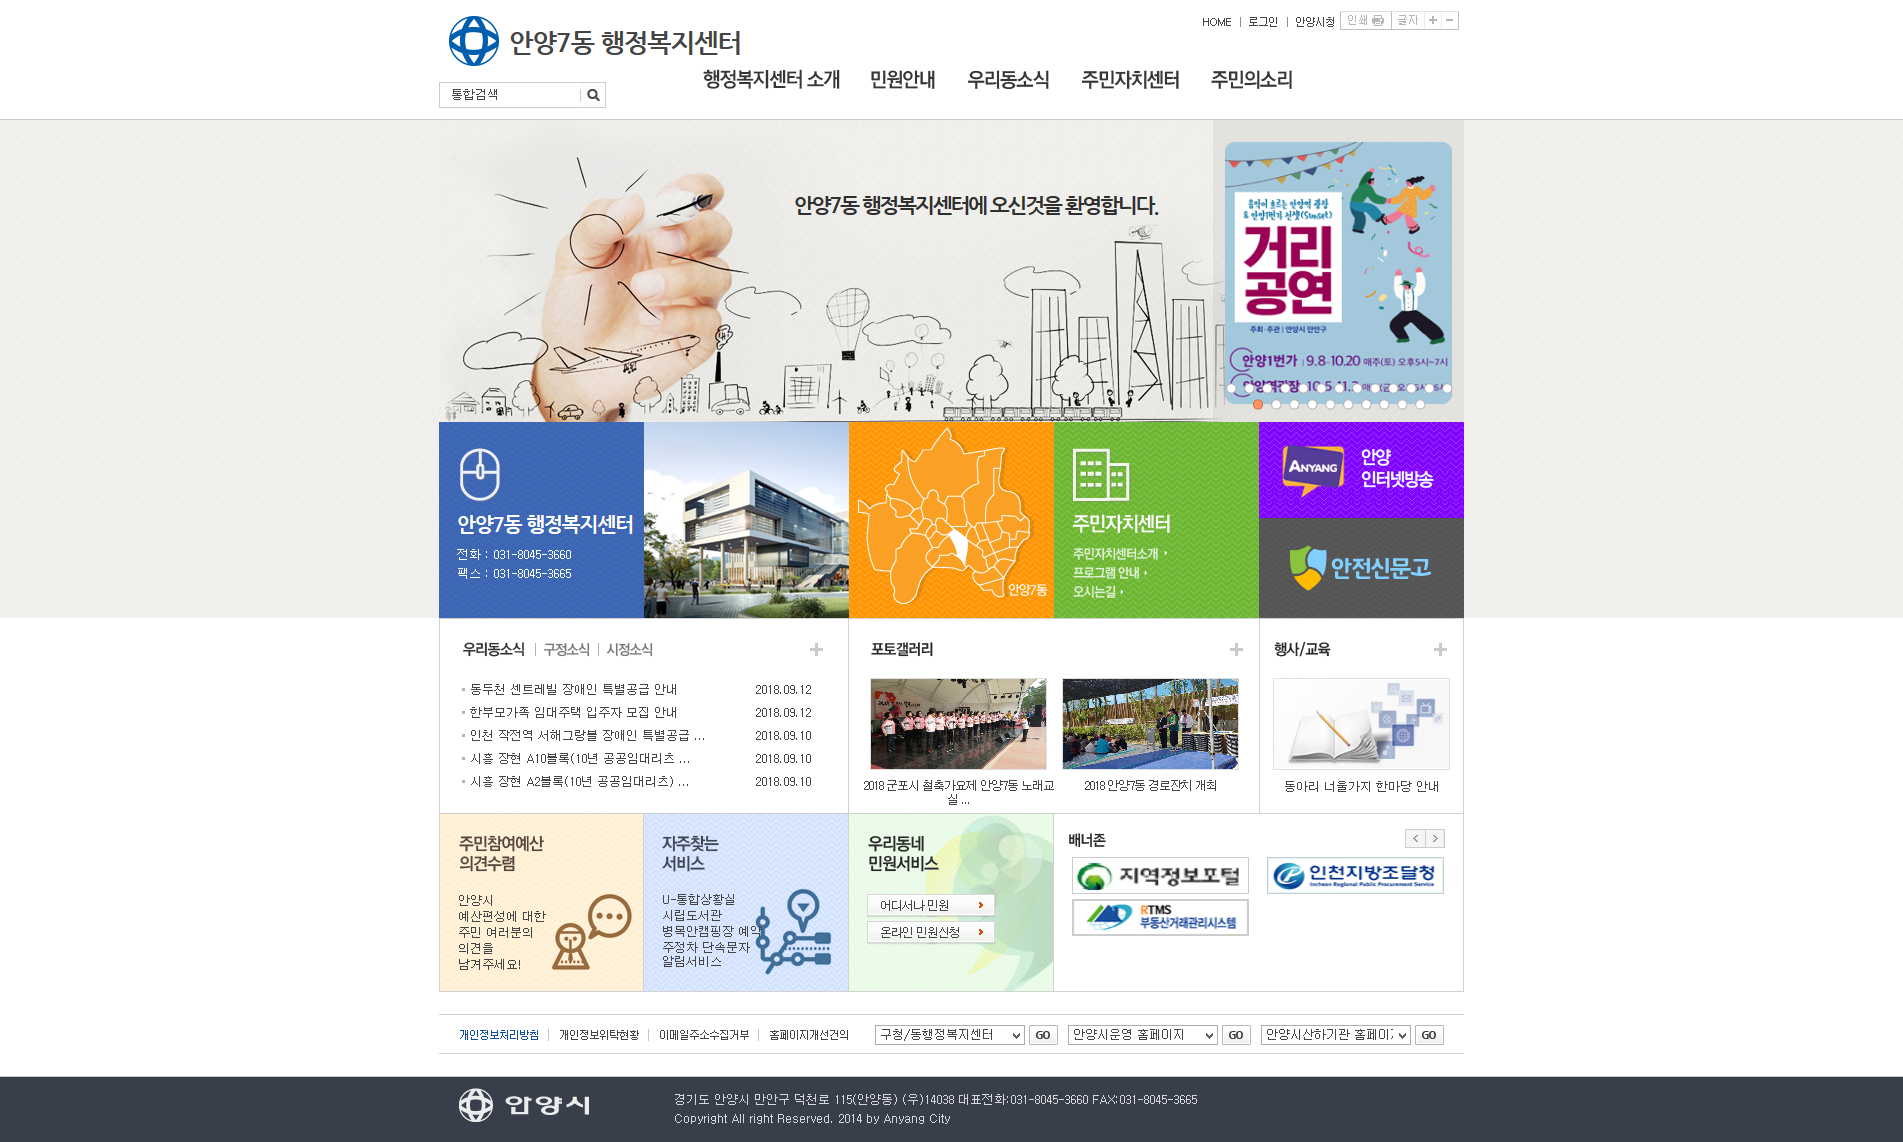 안양7동 행정복지센터
HOME | 로그인 | 안양시청
인쇄 글자 + -
통합검색
행정복지센터 소개 민원안내 우리동소식 주민자치센터 주민의소리
안양7동 행정복지센터에 오신것을 환영합니다.
음악이 흐르는 안양역 광장
& 안양1번가 선셋(Sunset)
거리
공연
주최·주관 | 안양시 만안구
안양1번가 | 9.8-10.20 매주(토) 오후5시~7시
안양7동 행정복지센터
전화 : 031-8045-3660
팩스 : 031-8045-3665
안양7동
주민자치센터
주민자치센터소개
프로그램 안내
오시는길
ANYANG
안양
인터넷방송
안전신문고
우리동소식 | 구정소식 | 시정소식
동두천 센트레빌 장애인 특별공급 안내 2018.09.12
한부모가족 임대주택 입주자 모집 안내 2018.09.12
인천 작전역 서해그랑블 장애인 특별공급 ... 2018.09.10
시흥 장현 A10블록(10년 공공임대리츠 ... 2018.09.10
시흥 장현 A2블록(10년 공공임대리츠) ... 2018.09.10
포토갤러리
2018 군포시 철축가요제 안양7동 노래교
실 ...
2018 안양7동 경로잔치 개최
행사/교육
동아리 너울가지 한마당 안내
주민참여예산
의견수렴
안양시
예산편성에 대한
주민 여러분의
의견을
남겨주세요!
자주찾는
서비스
U-통합상황실
시립도서관
병목안캠핑장 예약
주정차 단속문자
알림서비스
우리동네
민원서비스
어디서나 민원
온라인 민원신청
배너존
지역정보포털
인천지방조달청
Incheon Regional Public Procurement Service
RTMS
부동산거래관리시스템
개인정보처리방침 | 개인정보위탁현황 | 이메일주소수집거부 | 홈페이지개선건의
구청/동행정복지센터 GO 안양시운영 홈페이지 GO 안양시산하기관 홈페이지 GO
안양시
경기도 안양시 만안구 덕천로 115(안양동) (우)14038 대표전화:031-8045-3660 FAX:031-8045-3665
Copyright All right Reserved. 2014 by Anyang City